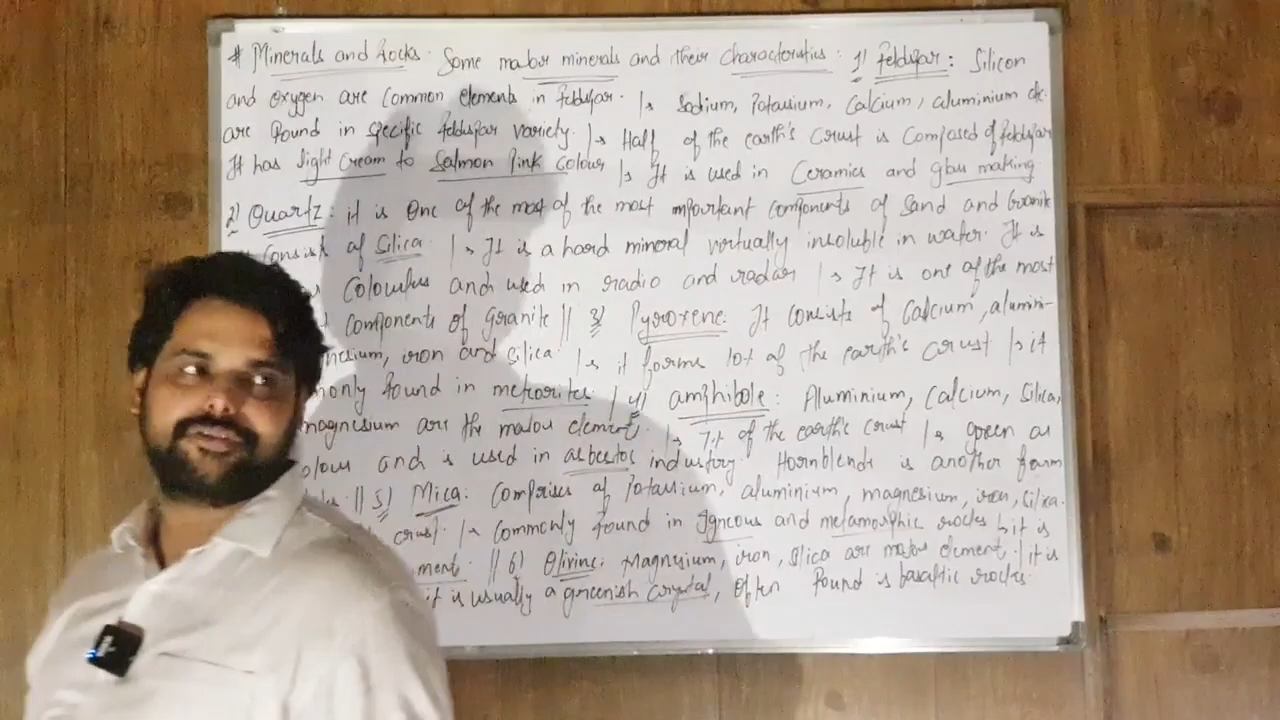 # Minerals and Rocks. Some major minerals and their characteristics: 1) feldspar: Silicon
and oxygen are common elements in feldspar. |→ Sodium, Potassium, Calcium, aluminium etc.
are found in specific feldspar variety. |→ Half of the earth's crust is composed of feldspar
It has light cream to Salmon Pink colour |→ It is used in Ceramics and glass making.
2) Quartz: it is one of the most of the most important components of Sand and Granite
Consists of Silica. |→ It is a hard mineral virtually insoluble in water. It is
Colourless and used in radio and radar |→ It is one of the most
components of granite || 3) Pyroxene: It consists of Calcium, alumin-
nesium, iron and silica. |→ it forms 10% of the earth's crust |→ it
monly found in meteorites | 4) amphibole: Aluminium, Calcium, Silica,
magnesium are the major element. |→ 7% of the earth's crust |→ green or
olour and is used in asbestos industry. Hornblende is another form
|| 5) Mica: Comprises of Potassium, aluminium, magnesium, iron, silica.
crust. |→ Commonly found in Igneous and metamorphic rocks → it is
ment. || 6) Olivine: Magnesium, iron, Silica are major element. | it is
it is usually a greenish crystal, often found is basaltic rocks.